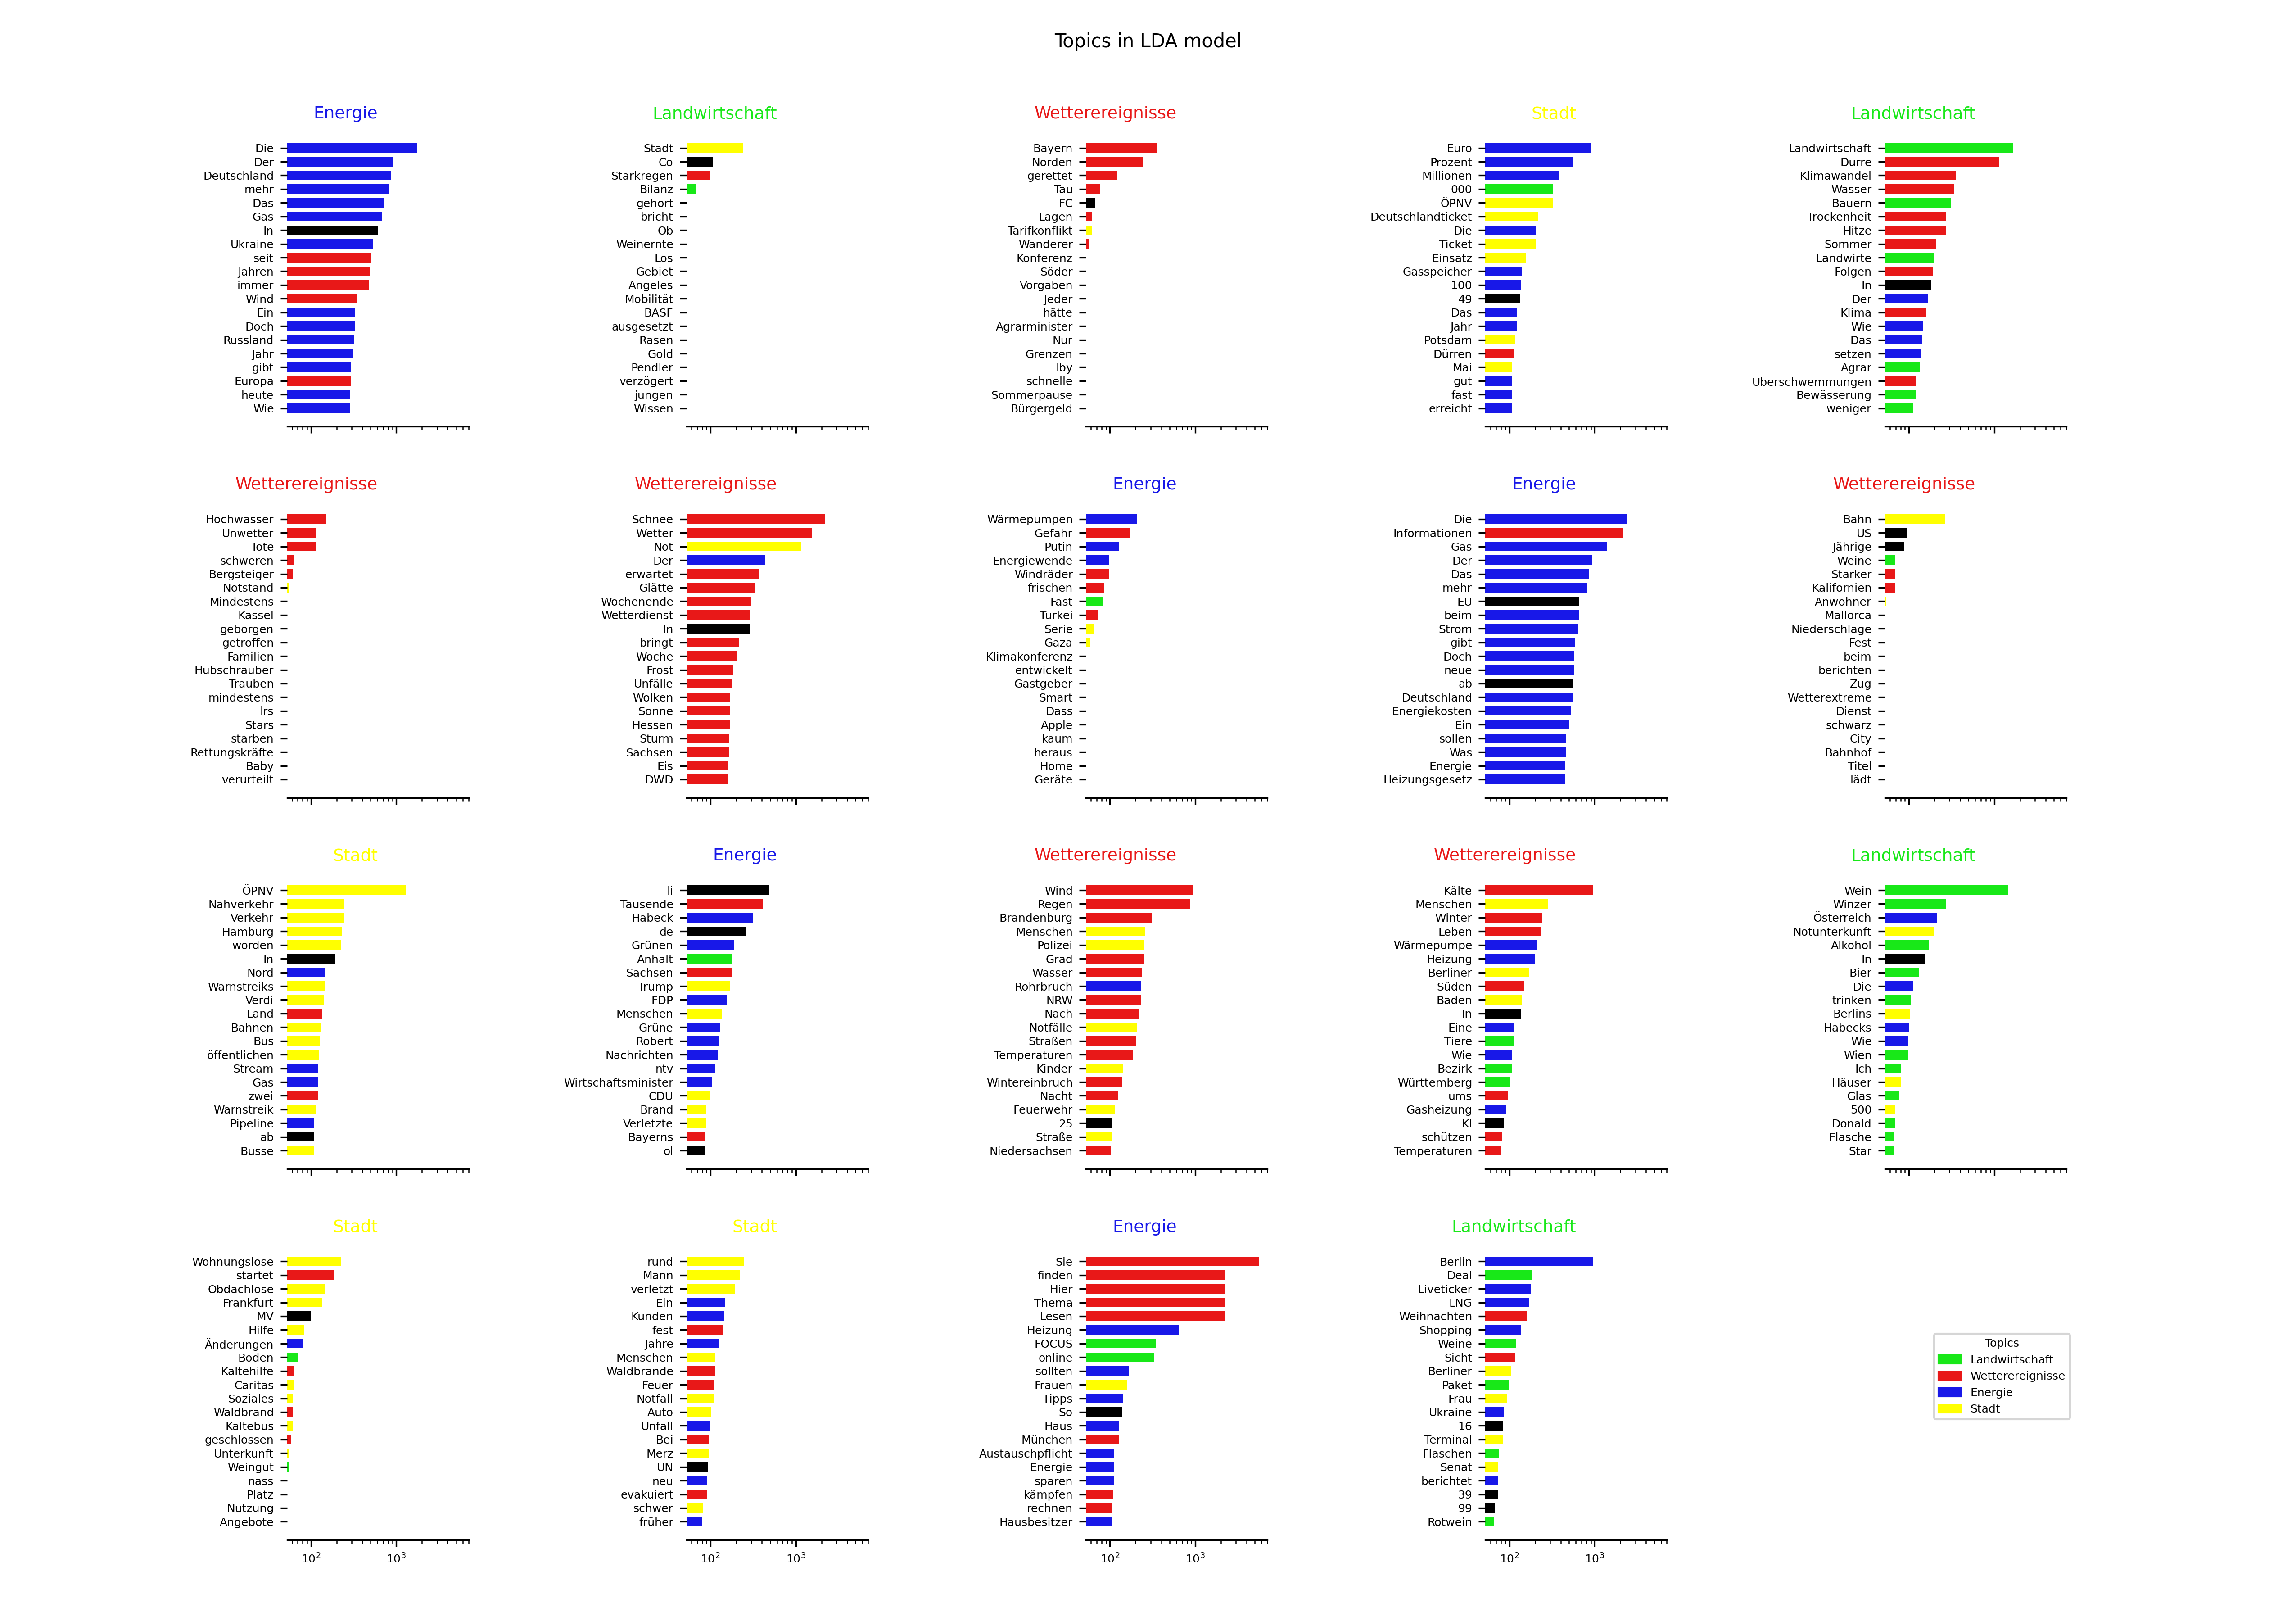 Topics in LDA model
Energie
Die
Der
Deutschland
mehr
Das
Gas
In
Ukraine
seit
Jahren
immer
Wind
Ein
Doch
Russland
Jahr
gibt
Europa
heute
Wie
Landwirtschaft
Stadt
Co
Starkregen
Bilanz
gehört
bricht
Ob
Weinernte
Los
Gebiet
Angeles
Mobilität
BASF
ausgesetzt
Rasen
Gold
Pendler
verzögert
jungen
Wissen
Wetterereignisse
Bayern
Norden
gerettet
Tau
FC
Lagen
Tarifkonflikt
Wanderer
Konferenz
Söder
Vorgaben
Jeder
hätte
Agrarminister
Nur
Grenzen
lby
schnelle
Sommerpause
Bürgergeld
Stadt
Euro
Prozent
Millionen
000
ÖPNV
Deutschlandticket
Die
Ticket
Einsatz
Gasspeicher
100
49
Das
Jahr
Potsdam
Dürren
Mai
gut
fast
erreicht
Landwirtschaft
Landwirtschaft
Dürre
Klimawandel
Wasser
Bauern
Trockenheit
Hitze
Sommer
Landwirte
Folgen
In
Der
Klima
Wie
Das
setzen
Agrar
Überschwemmungen
Bewässerung
weniger
Wetterereignisse
Hochwasser
Unwetter
Tote
schweren
Bergsteiger
Notstand
Mindestens
Kassel
geborgen
getroffen
Familien
Hubschrauber
Trauben
mindestens
lrs
Stars
starben
Rettungskräfte
Baby
verurteilt
Wetterereignisse
Schnee
Wetter
Not
Der
erwartet
Glätte
Wochenende
Wetterdienst
In
bringt
Woche
Frost
Unfälle
Wolken
Sonne
Hessen
Sturm
Sachsen
Eis
DWD
Energie
Wärmepumpen
Gefahr
Putin
Energiewende
Windräder
frischen
Fast
Türkei
Serie
Gaza
Klimakonferenz
entwickelt
Gastgeber
Smart
Dass
Apple
kaum
heraus
Home
Geräte
Energie
Die
Informationen
Gas
Der
Das
mehr
EU
beim
Strom
gibt
Doch
neue
ab
Deutschland
Energiekosten
Ein
sollen
Was
Energie
Heizungsgesetz
Wetterereignisse
Bahn
US
Jährige
Weine
Starker
Kalifornien
Anwohner
Mallorca
Niederschläge
Fest
beim
berichten
Zug
Wetterextreme
Dienst
schwarz
City
Bahnhof
Titel
lädt
Stadt
ÖPNV
Nahverkehr
Verkehr
Hamburg
worden
In
Nord
Warnstreiks
Verdi
Land
Bahnen
Bus
öffentlichen
Stream
Gas
zwei
Warnstreik
Pipeline
ab
Busse
Energie
li
Tausende
Habeck
de
Grünen
Anhalt
Sachsen
Trump
FDP
Menschen
Grüne
Robert
Nachrichten
ntv
Wirtschaftsminister
CDU
Brand
Verletzte
Bayerns
ol
Wetterereignisse
Wind
Regen
Brandenburg
Menschen
Polizei
Grad
Wasser
Rohrbruch
NRW
Nach
Notfälle
Straßen
Temperaturen
Kinder
Wintereinbruch
Nacht
Feuerwehr
25
Straße
Niedersachsen
Wetterereignisse
Kälte
Menschen
Winter
Leben
Wärmepumpe
Heizung
Berliner
Süden
Baden
In
Eine
Tiere
Wie
Bezirk
Württemberg
ums
Gasheizung
KI
schützen
Temperaturen
Landwirtschaft
Wein
Winzer
Österreich
Notunterkunft
Alkohol
In
Bier
Die
trinken
Berlins
Habecks
Wie
Wien
Ich
Häuser
Glas
500
Donald
Flasche
Star
Stadt
Wohnungslose
startet
Obdachlose
Frankfurt
MV
Hilfe
Änderungen
Boden
Kältehilfe
Caritas
Soziales
Waldbrand
Kältebus
geschlossen
Unterkunft
Weingut
nass
Platz
Nutzung
Angebote
10² 10³
Stadt
rund
Mann
verletzt
Ein
Kunden
fest
Jahre
Menschen
Waldbrände
Feuer
Notfall
Auto
Unfall
Bei
Merz
UN
neu
evakuiert
schwer
früher
10² 10³
Energie
Sie
finden
Hier
Thema
Lesen
Heizung
FOCUS
online
sollten
Frauen
Tipps
So
Haus
München
Austauschpflicht
Energie
sparen
kämpfen
rechnen
Hausbesitzer
10² 10³
Landwirtschaft
Berlin
Deal
Liveticker
LNG
Weihnachten
Shopping
Weine
Sicht
Berliner
Paket
Frau
Ukraine
16
Terminal
Flaschen
Senat
berichtet
39
99
Rotwein
10² 10³
Topics
Landwirtschaft
Wetterereignisse
Energie
Stadt